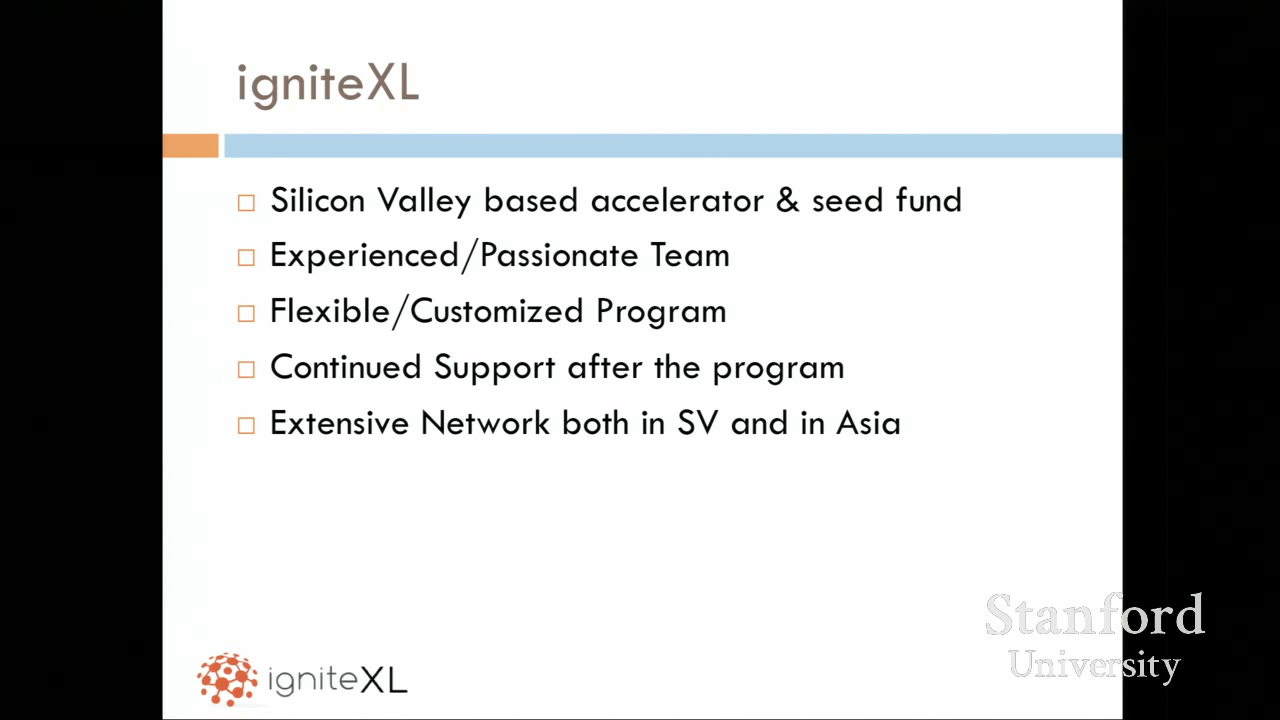 igniteXL
Silicon Valley based accelerator & seed fund
Experienced/Passionate Team
Flexible/Customized Program
Continued Support after the program
Extensive Network both in SV and in Asia
Stanford
University
igniteXL